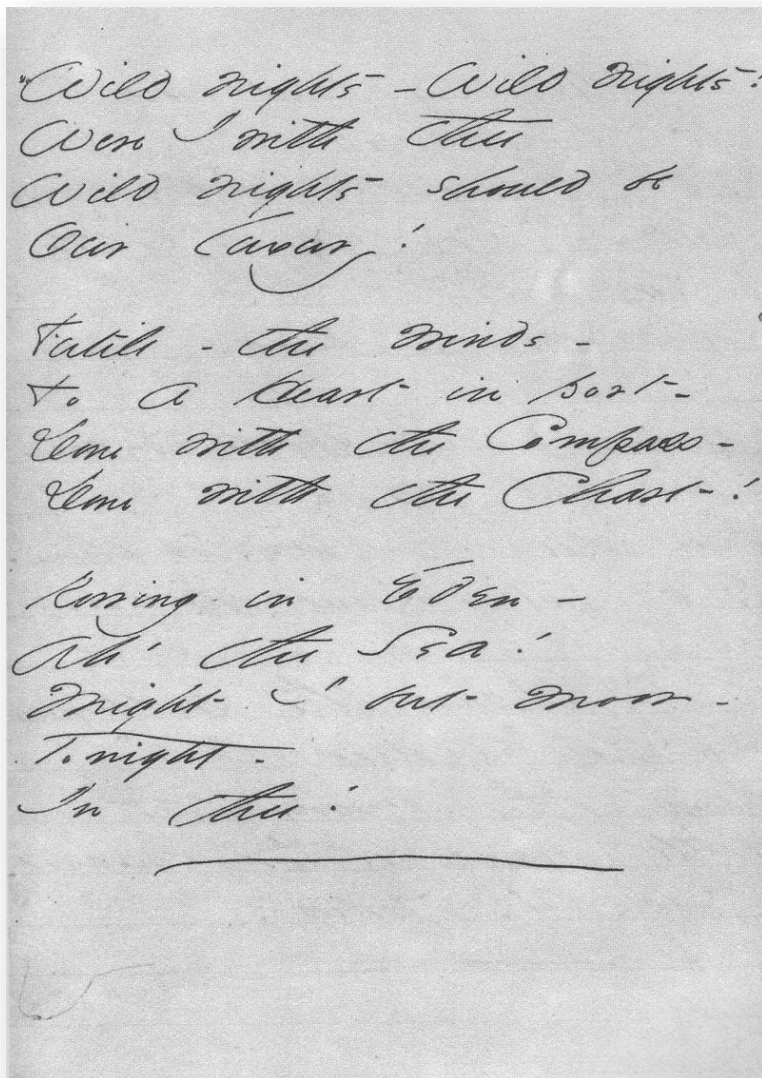 Wild nights - Wild nights!
Were I with thee
Wild nights should be
Our luxury!
Futile - the winds -
To a Heart in port -
Done with the Compass -
Done with the Chart!
Rowing in Eden -
Ah! the Sea!
Might I but moor -
Tonight -
In thee!